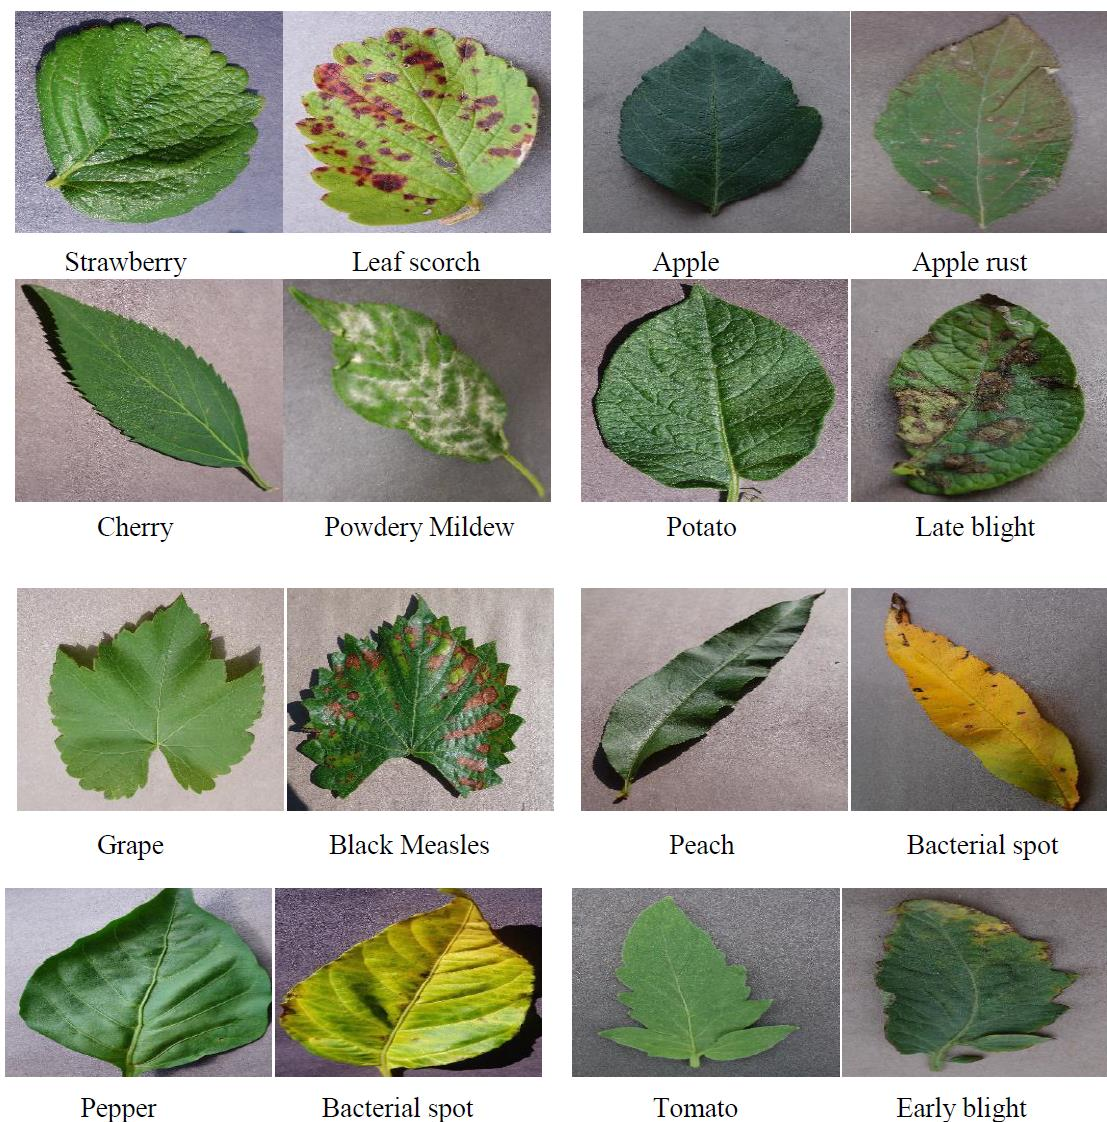 Strawberry Leaf scorch Apple Apple rust
Cherry Powdery Mildew Potato Late blight
Grape Black Measles Peach Bacterial spot
Pepper Bacterial spot Tomato Early blight